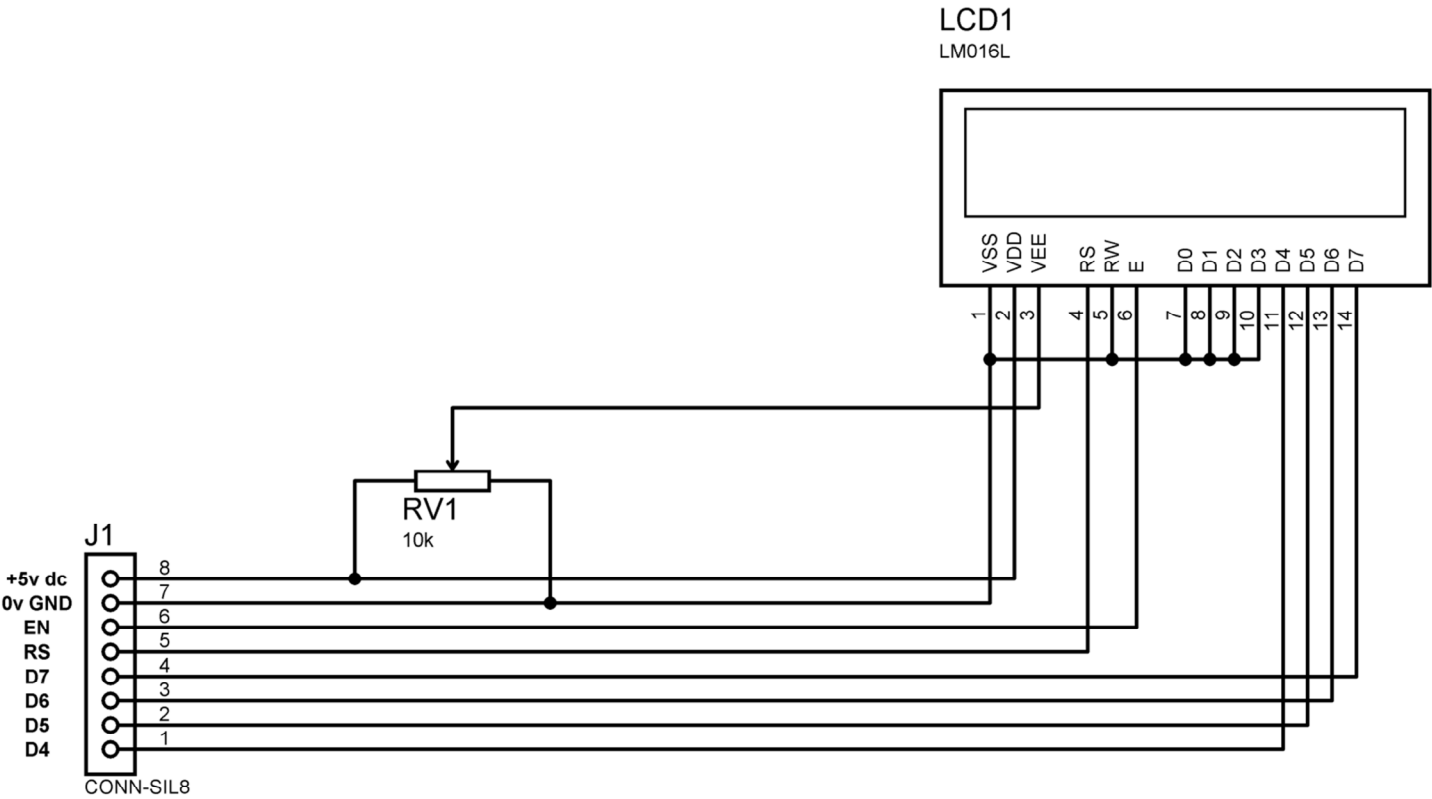 LCD1
LM016L
VSS VDD VEE RS RW E D0 D1 D2 D3 D4 D5 D6 D7
1 2 3 4 5 6 7 8 9 10 11 12 13 14
RV1
10k
J1
+5v dc 8
0v GND 7
EN 6
RS 5
D7 4
D6 3
D5 2
D4 1
CONN-SIL8